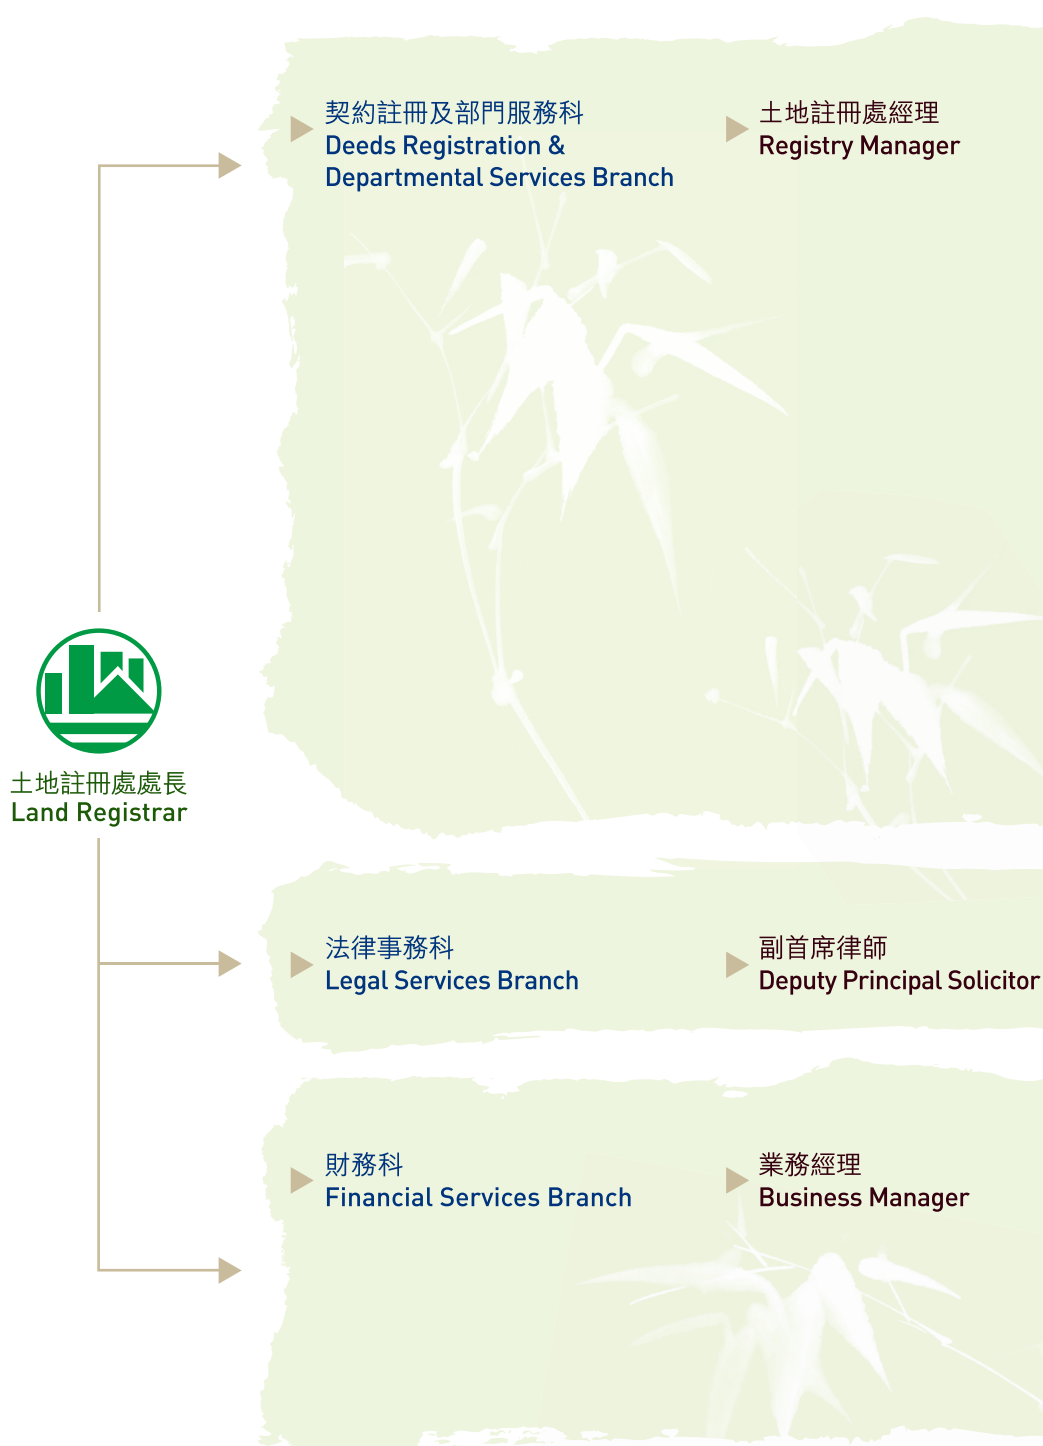 契約註冊及部門服務科
Deeds Registration &
Departmental Services Branch
土地註冊處經理
Registry Manager
土地註冊處處長
Land Registrar
法律事務科
Legal Services Branch
副首席律師
Deputy Principal Solicitor
財務科
Financial Services Branch
業務經理
Business Manager